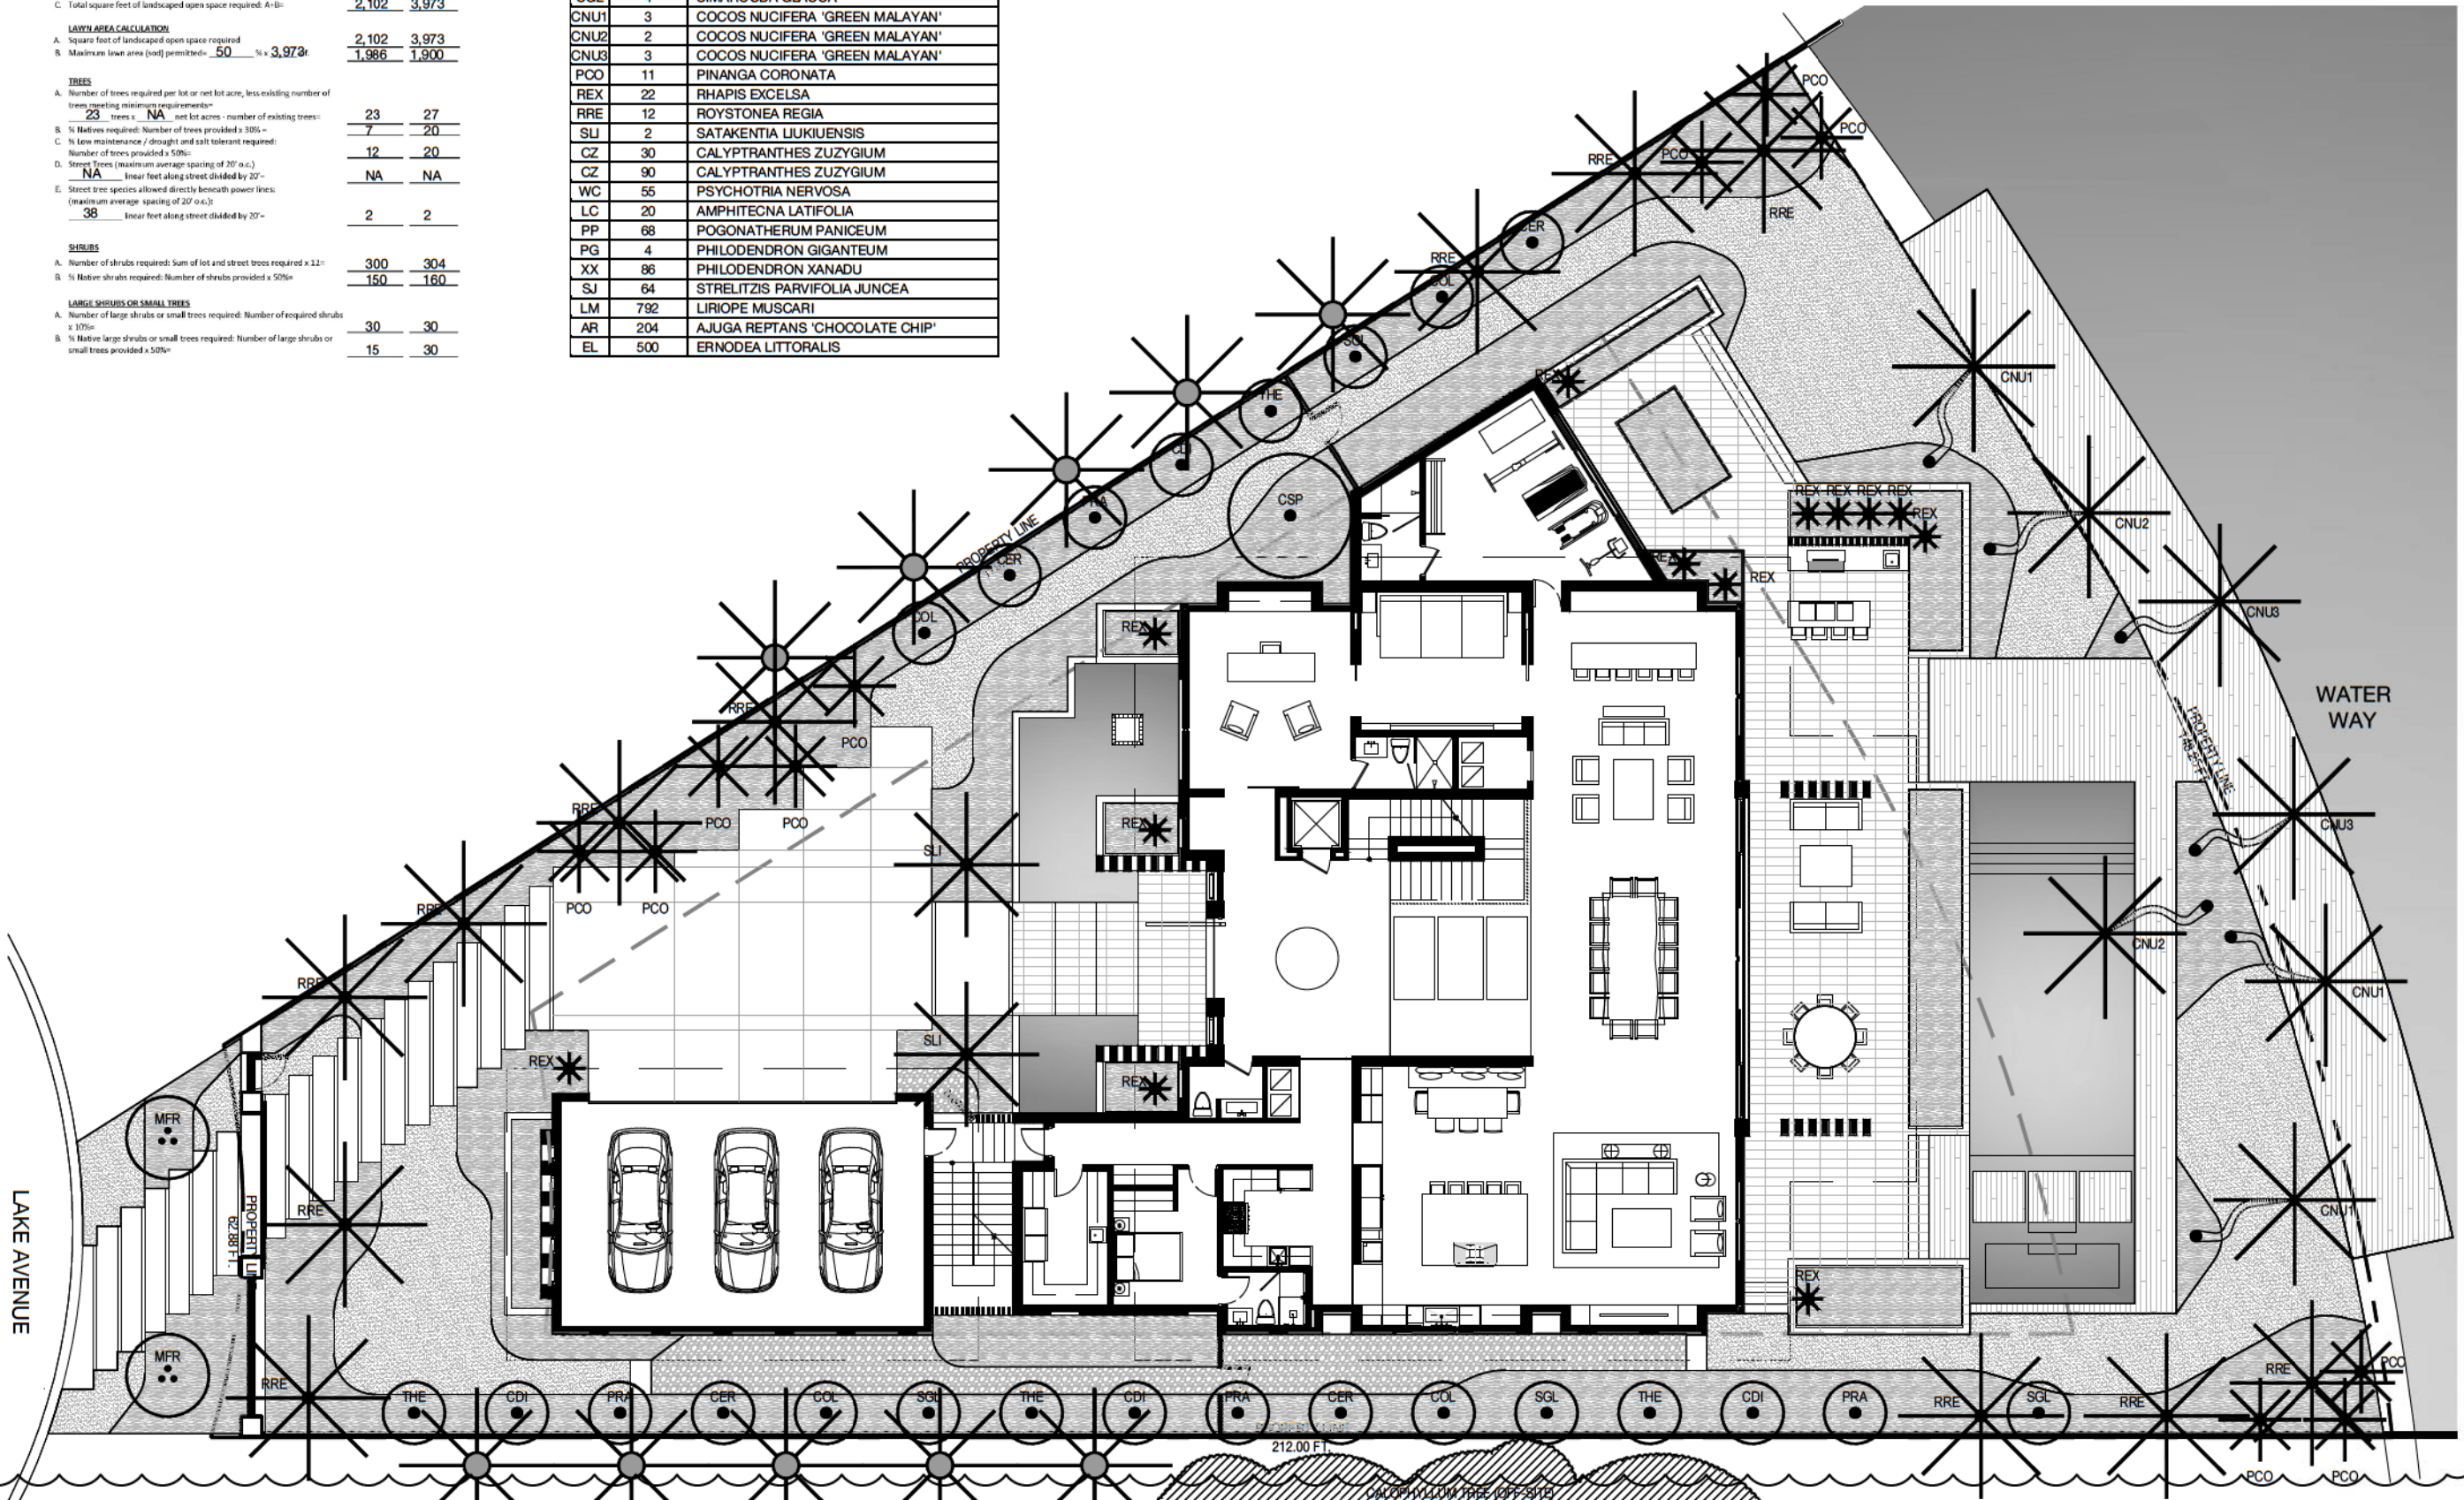 C. Total square feet of landscaped open space required: A+B= 2,102 3,973
LAWN AREA CALCULATION
A. Square feet of landscaped open space required 2,102 3,973
B. Maximum lawn area (sod) permitted= 50 % x 3,973 sf. 1,986 1,900
TREES
A. Number of trees required per lot or net lot acre, less existing number of
trees meeting minimum requirements=
23 trees x NA net lot acres - number of existing trees= 23 27
B. % Natives required: Number of trees provided x 30% = 7 20
C. % Low maintenance / drought and salt tolerant required:
Number of trees provided x 50%= 12 20
D. Street Trees (maximum average spacing of 20' o.c.)
NA linear feet along street divided by 20'= NA NA
E. Street tree species allowed directly beneath power lines:
(maximum average spacing of 20' o.c.):
38 linear feet along street divided by 20'= 2 2
SHRUBS
A. Number of shrubs required: Sum of lot and street trees required x 12= 300 304
B. % Native shrubs required: Number of shrubs provided x 50%= 150 160
LARGE SHRUBS OR SMALL TREES
A. Number of large shrubs or small trees required: Number of required shrubs
x 10%= 30 30
B. % Native large shrubs or small trees required: Number of large shrubs or
small trees provided x 50%= 15 30
CNU1 3 COCOS NUCIFERA 'GREEN MALAYAN'
CNU2 2 COCOS NUCIFERA 'GREEN MALAYAN'
CNU3 3 COCOS NUCIFERA 'GREEN MALAYAN'
PCO 11 PINANGA CORONATA
REX 22 RHAPIS EXCELSA
RRE 12 ROYSTONEA REGIA
SLI 2 SATAKENTIA LIUKIUENSIS
CZ 30 CALYPTRANTHES ZUZYGIUM
CZ 90 CALYPTRANTHES ZUZYGIUM
WC 55 PSYCHOTRIA NERVOSA
LC 20 AMPHITECNA LATIFOLIA
PP 68 POGONATHERUM PANICEUM
PG 4 PHILODENDRON GIGANTEUM
XX 86 PHILODENDRON XANADU
SJ 64 STRELITZIS PARVIFOLIA JUNCEA
LM 792 LIRIOPE MUSCARI
AR 204 AJUGA REPTANS 'CHOCOLATE CHIP'
EL 500 ERNODEA LITTORALIS
PCO
PCO
RRE
PCO
RRE
CER
RRE
COL
SGL
CNU1
REX
THE
CDI
REX REX REX REX
CSP
PRA
REX
CNU2
PROPERTY LINE
CER
REX
REX
CNU3
COL
REX
WATER
WAY
RRE
PCO
PROPERTY LINE
RRE
PCO
PCO
REX
CNU3
SLI
PCO
PCO
RRE
CNU2
RRE
CNU1
SLI
REX
REX
MFR
LAKE AVENUE
PROPERTY LI
62.88 FT.
RRE
CNU1
REX
MFR
RRE
THE
CDI
PRA
CER
COL
SGL
THE
CDI
PRA
CER
COL
SGL
THE
CDI
PRA
RRE
SGL
RRE
RRE
PCO
PROPERTY LINE
212.00 FT.
PCO
PCO
CALOPHYLLUM TREE (OFF-SITE)